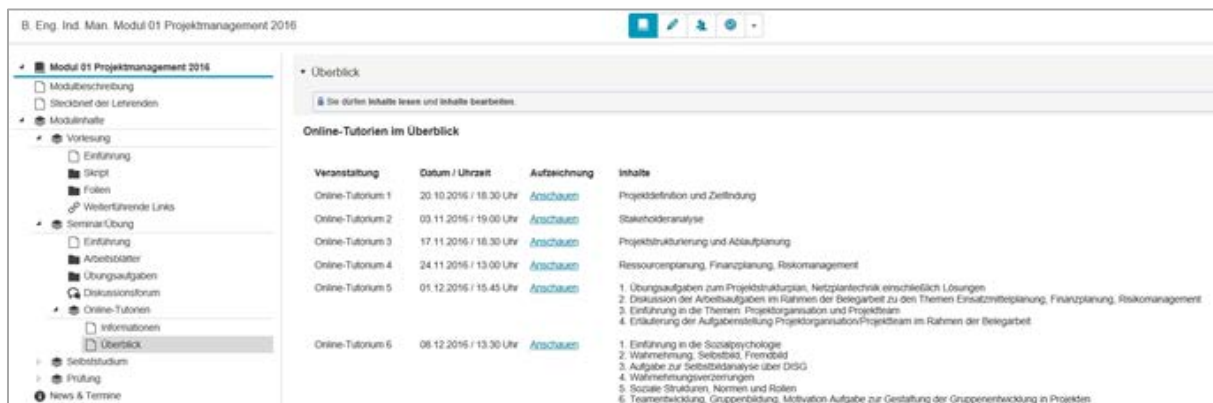 B. Eng. Ind. Man. Modul 01 Projektmanagement 2016
Modul 01 Projektmanagement 2016
Modulbeschreibung
Steckbrief der Lehrenden
Modulinhalte
Vorlesung
Einführung
Skript
Folien
Weiterführende Links
Seminar/Übung
Einführung
Arbeitsblätter
Übungsaufgaben
Diskussionsforum
Online-Tutorien
Informationen
Überblick
Selbststudium
Prüfung
News & Termine
Überblick
Sie dürfen Inhalte lesen und Inhalte bearbeiten.
Online-Tutorien im Überblick
Veranstaltung Datum / Uhrzeit Aufzeichnung Inhalte
Online-Tutorium 1 20.10.2016 / 18.30 Uhr Anschauen Projektdefinition und Zielfindung
Online-Tutorium 2 03.11.2016 / 19.00 Uhr Anschauen Stakeholderanalyse
Online-Tutorium 3 17.11.2016 / 18.30 Uhr Anschauen Projektstrukturierung und Ablaufplanung
Online-Tutorium 4 24.11.2016 / 13.00 Uhr Anschauen Ressourcenplanung, Finanzplanung, Risikomanagement
Online-Tutorium 5 01.12.2016 / 15.45 Uhr Anschauen 1. Übungsaufgaben zum Projektstrukturplan, Netzplantechnik einschließlich Lösungen
2. Diskussion der Arbeitsaufgaben im Rahmen der Belegarbeit zu den Themen Einsatzmittelplanung, Finanzplanung, Risikomanagement
3. Einführung in die Themen: Projektorganisation und Projektteam
4. Erläuterung der Aufgabenstellung Projektorganisation/Projektteam im Rahmen der Belegarbeit
Online-Tutorium 6 08.12.2016 / 13.30 Uhr Anschauen 1. Einführung in die Sozialpsychologie
2. Wahrnehmung, Selbstbild, Fremdbild
3. Aufgabe zur Selbstbildanalyse über DISG
4. Wahrnehmungsverzerrungen
5. Soziale Strukturen, Normen und Rollen
6. Teamentwicklung, Gruppenbildung, Motivation Aufgabe zur Gestaltung der Gruppenentwicklung in Projekten